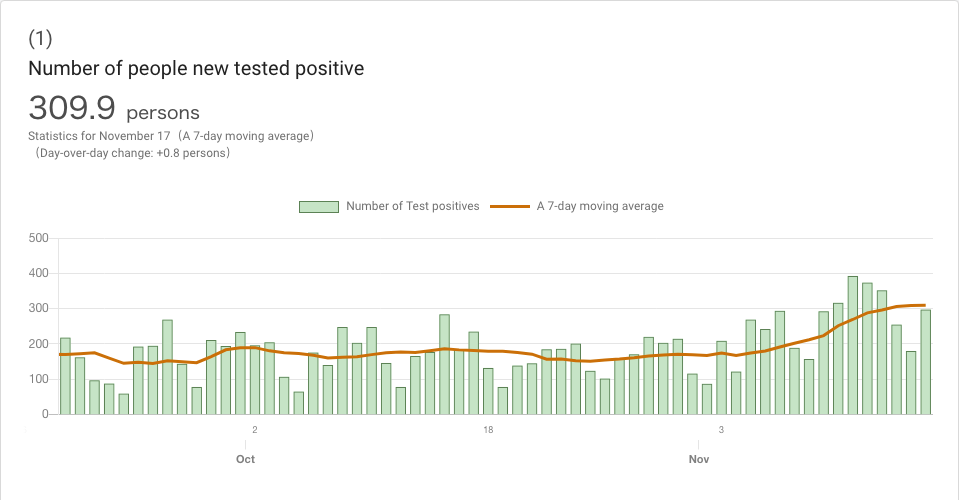 (1)
Number of people new tested positive
309.9 persons
Statistics for November 17（A 7-day moving average）
（Day-over-day change: +0.8 persons）
Number of Test positives A 7-day moving average
500
400
300
200
100
0
2 18 3
Oct Nov